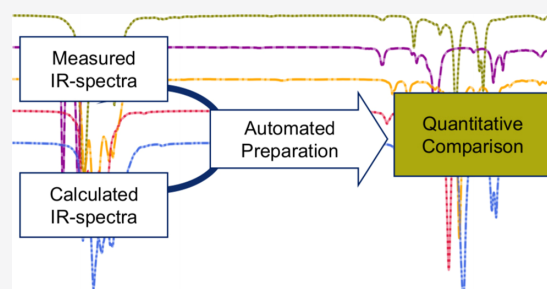 Measured
IR-spectra
Automated
Preparation
Quantitative
Comparison
Calculated
IR-spectra